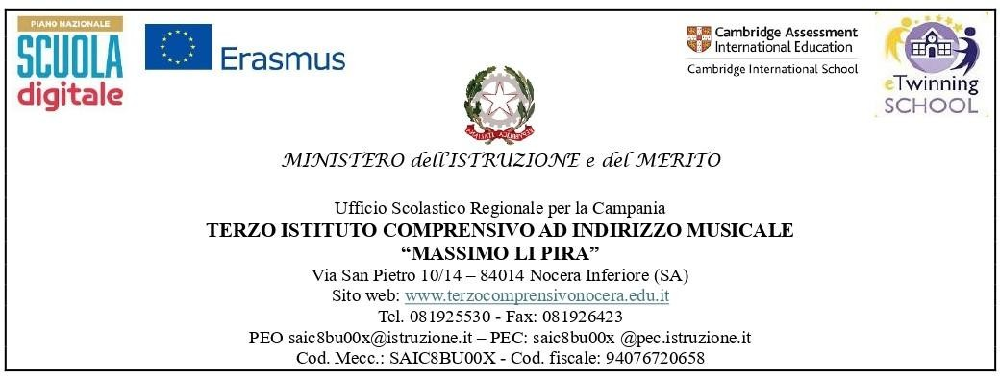 PIANO NAZIONALE
SCUOLA
digitale
Erasmus
Cambridge Assessment
International Education
Cambridge International School
eTwinning
SCHOOL
MINISTERO dell'ISTRUZIONE e del MERITO
Ufficio Scolastico Regionale per la Campania
TERZO ISTITUTO COMPRENSIVO AD INDIRIZZO MUSICALE
“MASSIMO LI PIRA”
Via San Pietro 10/14 – 84014 Nocera Inferiore (SA)
Sito web: www.terzocomprensivonocera.edu.it
Tel. 081925530 - Fax: 081926423
PEO saic8bu00x@istruzione.it – PEC: saic8bu00x @pec.istruzione.it
Cod. Mecc.: SAIC8BU00X - Cod. fiscale: 94076720658